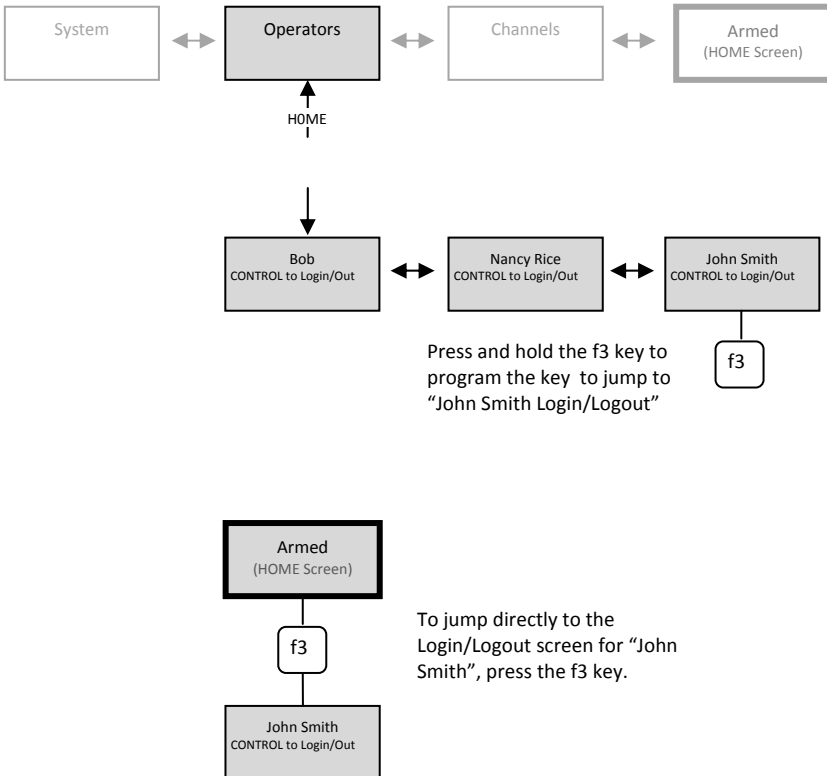 System
Operators
Channels
Armed
(HOME Screen)
HOME
Bob
CONTROL to Login/Out
Nancy Rice
CONTROL to Login/Out
John Smith
CONTROL to Login/Out
Press and hold the f3 key to
program the key to jump to
“John Smith Login/Logout”
f3
Armed
(HOME Screen)
f3
To jump directly to the
Login/Logout screen for “John
Smith”, press the f3 key.
John Smith
CONTROL to Login/Out